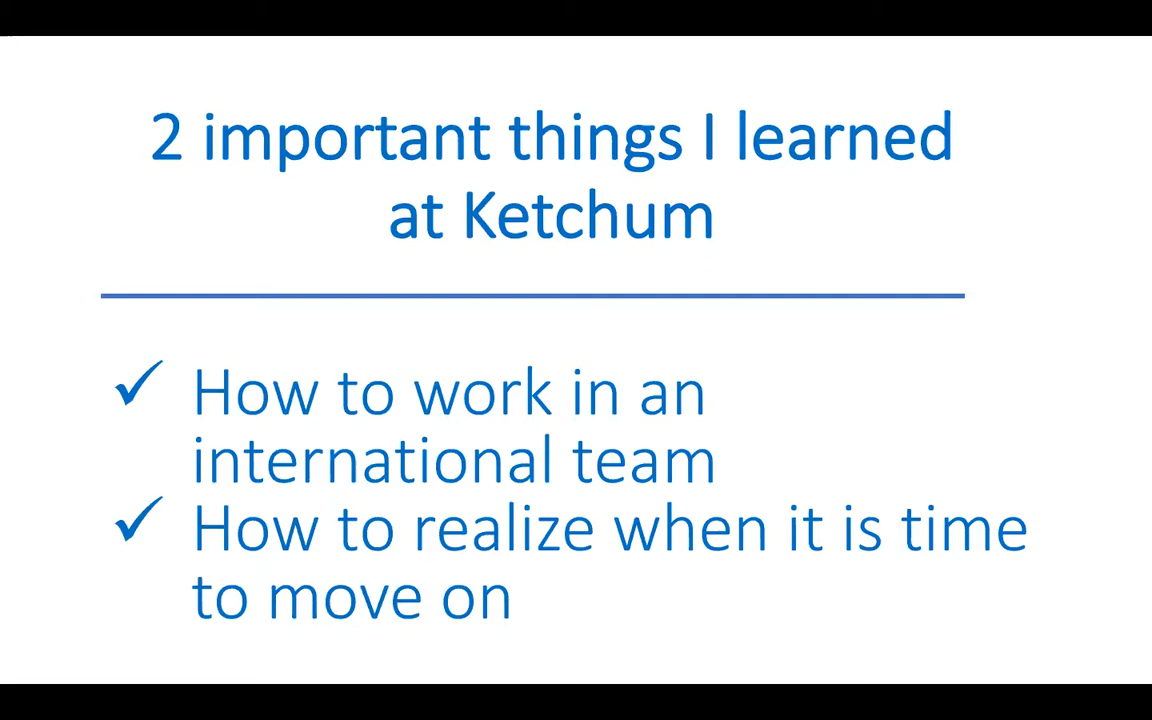 2 important things I learned
at Ketchum
✓ How to work in an
international team
✓ How to realize when it is time
to move on